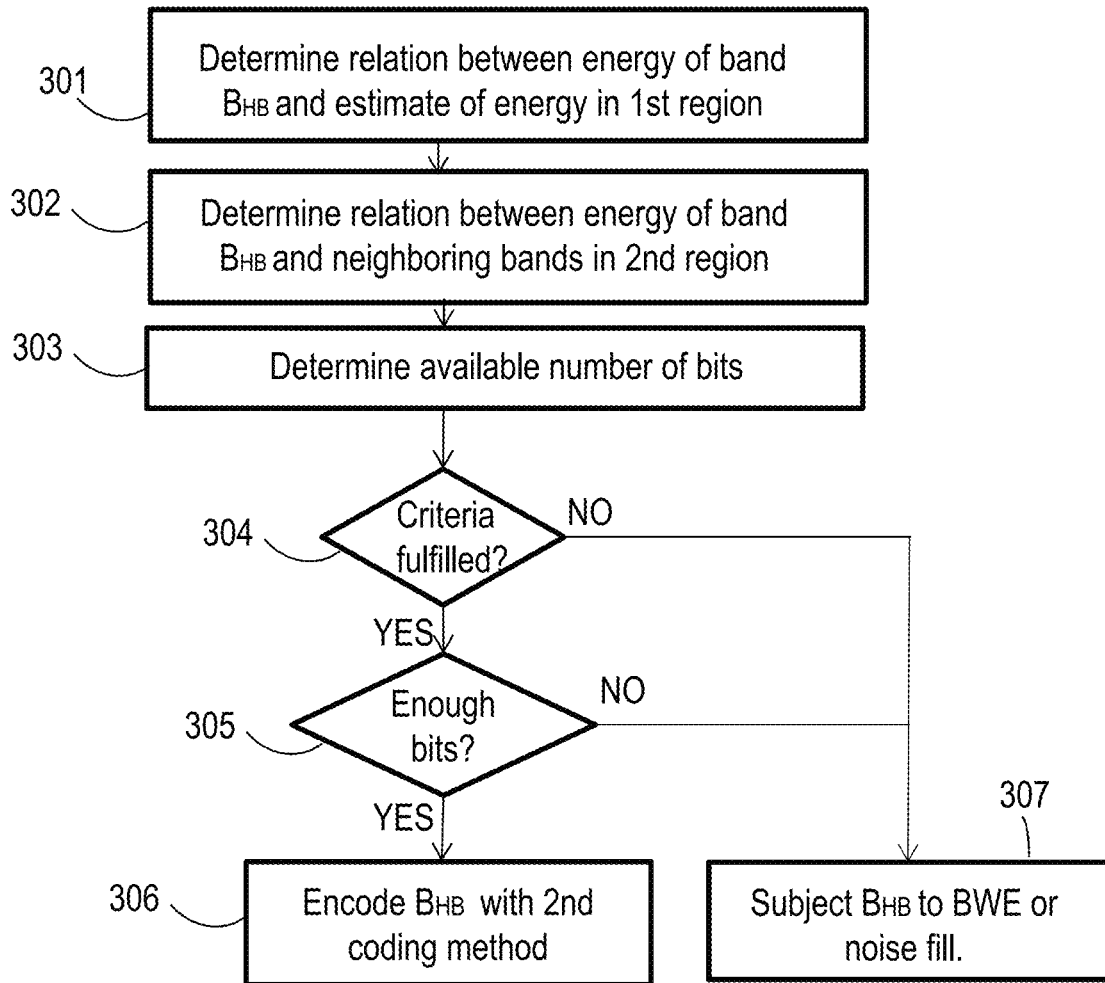 301
Determine relation between energy of band
BHB and estimate of energy in 1st region
302
Determine relation between energy of band
BHB and neighboring bands in 2nd region
303
Determine available number of bits
304
Criteria
fulfilled?
NO
YES
305
Enough
bits?
NO
YES
306
Encode BHB with 2nd
coding method
307
Subject BHB to BWE or
noise fill.